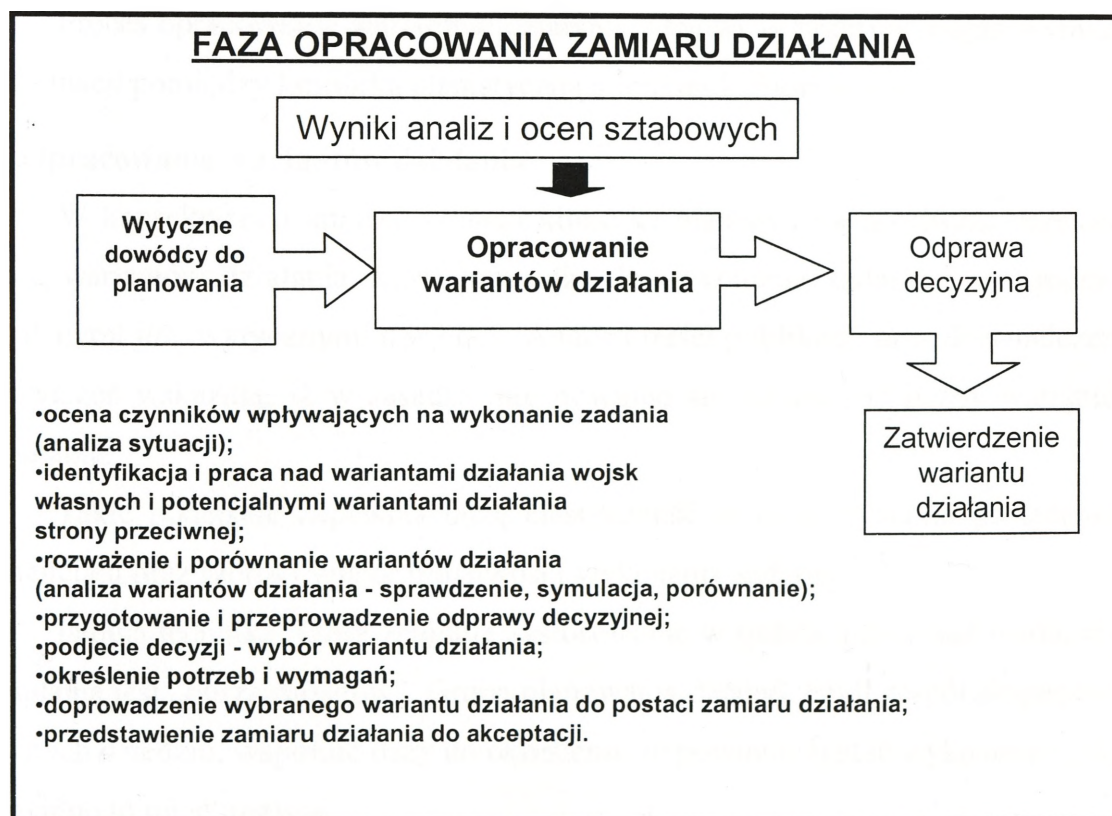 FAZA OPRACOWANIA ZAMIARU DZIAŁANIA
Wyniki analiz i ocen sztabowych
Wytyczne
dowódcy do
planowania
Opracowanie
wariantów działania
Odprawa
decyzyjna
Zatwierdzenie
wariantu
działania
•ocena czynników wpływających na wykonanie zadania
(analiza sytuacji);
•identyfikacja i praca nad wariantami działania wojsk
własnych i potencjalnymi wariantami działania
strony przeciwnej;
•rozważenie i porównanie wariantów działania
(analiza wariantów działania - sprawdzenie, symulacja, porównanie);
•przygotowanie i przeprowadzenie odprawy decyzyjnej;
•podjecie decyzji - wybór wariantu działania;
•określenie potrzeb i wymagań;
•doprowadzenie wybranego wariantu działania do postaci zamiaru działania;
•przedstawienie zamiaru działania do akceptacji.